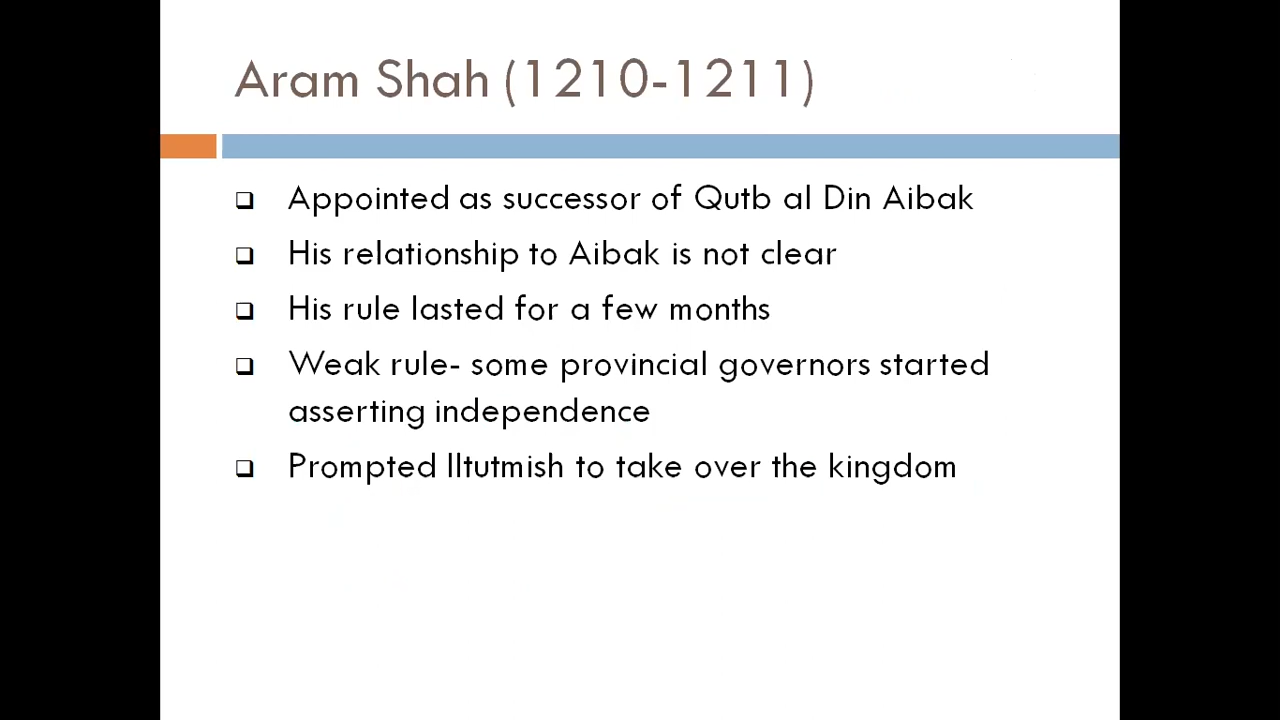 Aram Shah (1210-1211)
Appointed as successor of Qutb al Din Aibak
His relationship to Aibak is not clear
His rule lasted for a few months
Weak rule- some provincial governors started
asserting independence
Prompted Iltutmish to take over the kingdom